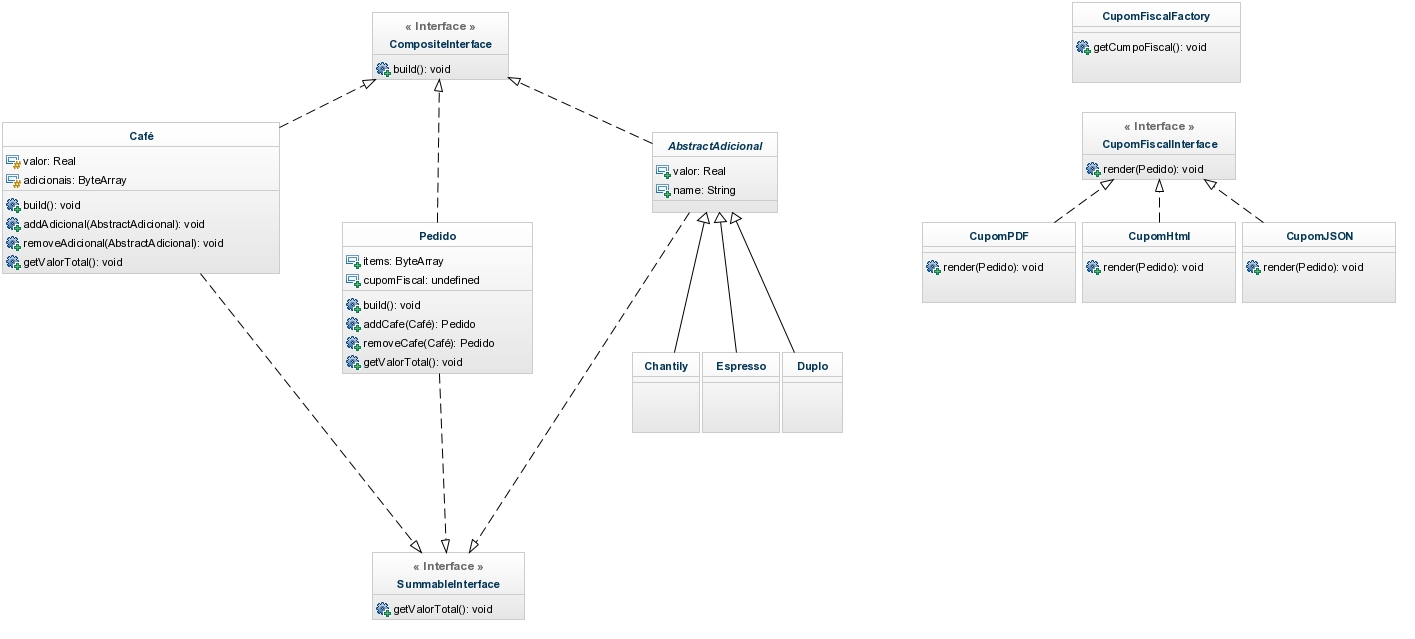 « Interface »
CompositeInterface
build(): void
Café
valor: Real
adicionais: ByteArray
build(): void
addAdicional(AbstractAdicional): void
removeAdicional(AbstractAdicional): void
getValorTotal(): void
Pedido
items: ByteArray
cupomFiscal: undefined
build(): void
addCafe(Café): Pedido
removeCafe(Café): Pedido
getValorTotal(): void
AbstractAdicional
valor: Real
name: String
Chantily
Espresso
Duplo
« Interface »
SummableInterface
getValorTotal(): void
CupomFiscalFactory
getCumpoFiscal(): void
« Interface »
CupomFiscalInterface
render(Pedido): void
CupomPDF
render(Pedido): void
CupomHtml
render(Pedido): void
CupomJSON
render(Pedido): void